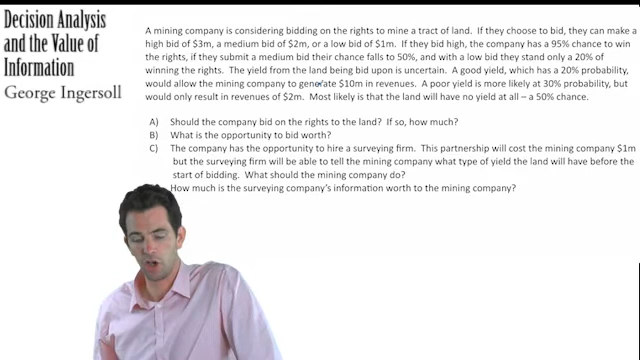 Decision Analysis
and the Value of
Information
George Ingersoll
A mining company is considering bidding on the rights to mine a tract of land. If they choose to bid, they can make a
high bid of $3m, a medium bid of $2m, or a low bid of $1m. If they bid high, the company has a 95% chance to win
the rights, if they submit a medium bid their chance falls to 50%, and with a low bid they stand only a 20% of
winning the rights. The yield from the land being bid upon is uncertain. A good yield, which has a 20% probability,
would allow the mining company to generate $10m in revenues. A poor yield is more likely at 30% probability, but
would only result in revenues of $2m. Most likely is that the land will have no yield at all – a 50% chance.
A) Should the company bid on the rights to the land? If so, how much?
B) What is the opportunity to bid worth?
C) The company has the opportunity to hire a surveying firm. This partnership will cost the mining company $1m
but the surveying firm will be able to tell the mining company what type of yield the land will have before the
start of bidding. What should the mining company do?
How much is the surveying company's information worth to the mining company?